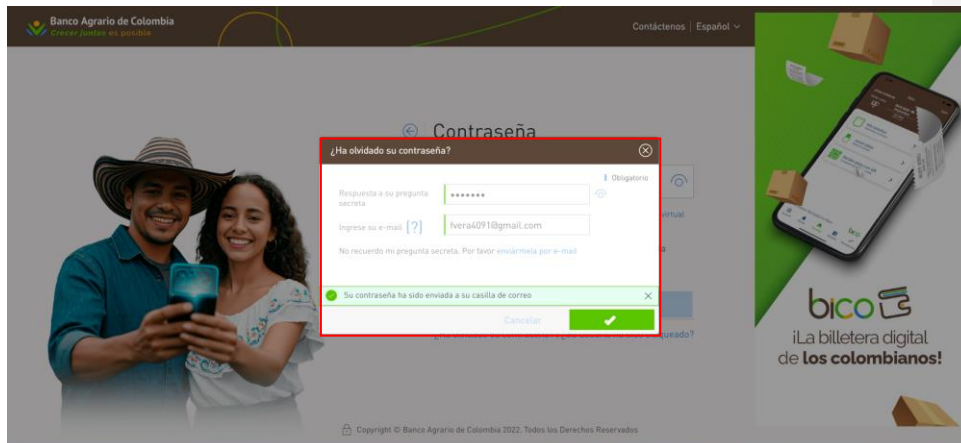 Banco Agrario de Colombia
Crecer juntos es posible
Contáctenos | Español
Contraseña
¿Ha olvidado su contraseña?
Obligatorio
Respuesta a su pregunta
secreta
Ingrese su e-mail [?] fvera4091@gmail.com
virtual
No recuerdo mi pregunta secreta. Por favor enviármela por e-mail
Su contraseña ha sido enviada a su casilla de correo
Cancelar
bico
¡La billetera digital
de los colombianos!
Copyright © Banco Agrario de Colombia 2022. Todos los Derechos Reservados